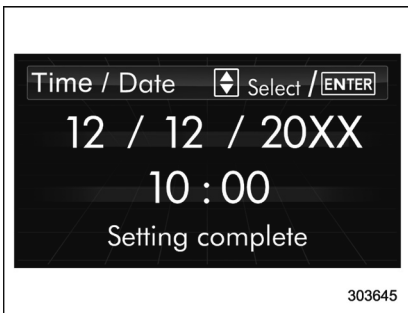 Time / Date Select / ENTER
12 / 12 / 20XX
10 : 00
Setting complete
303645